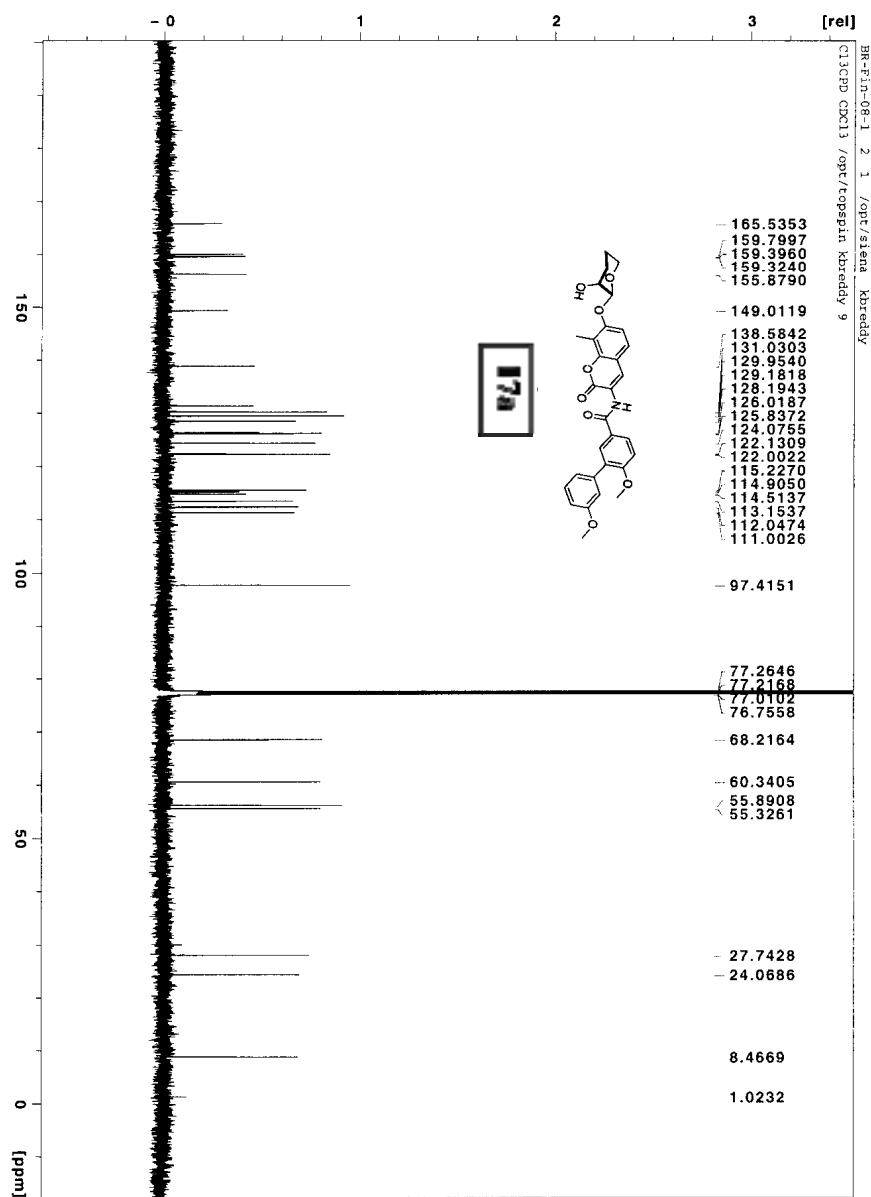 BR-Fin-08-1 2 1 /opt/siena kbreddy
C13CPD CDCl3 /opt/topspin kbreddy 9
- 0 1 2 3 [rel]
165.5353
159.7997
159.3960
159.3240
155.8790
149.0119
138.5842
131.0303
129.9540
129.1818
128.1943
126.0187
125.8372
124.0755
122.1309
122.0022
115.2270
114.9050
114.5137
113.1537
112.0474
111.0026
97.4151
77.2646
77.2168
77.0102
76.7558
68.2164
60.3405
55.8908
55.3261
27.7428
24.0686
8.4669
1.0232
OH
O
O
O
O
N
H
O
O
O
150
100
50
0
[ppm]